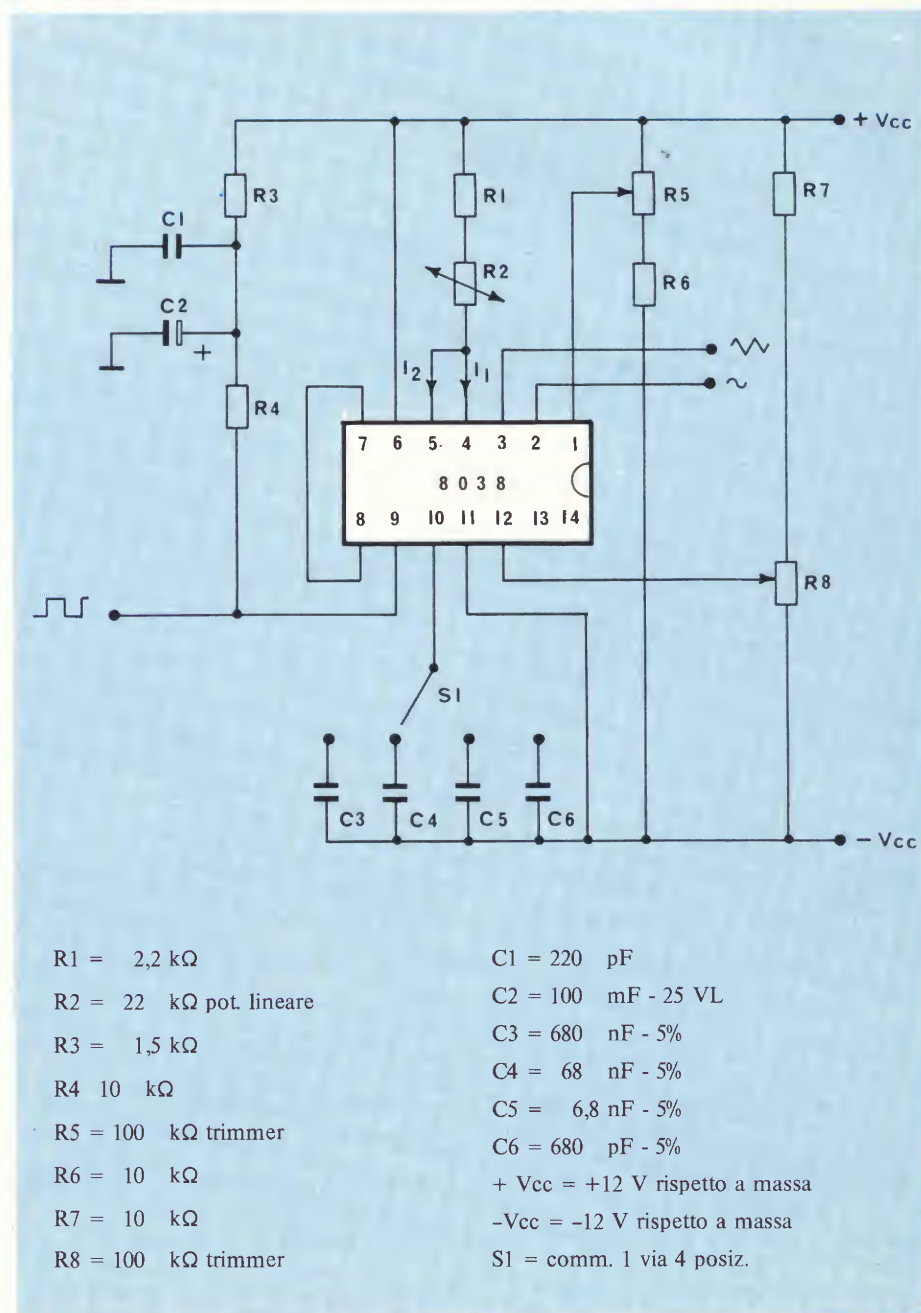 + Vcc
R3
R1
R5
R7
C1
R2
R6
C2
+
I2
I1
R4
7 6 5 4 3 2 1
8038
8 9 10 11 12 13 14
R8
S1
C3
C4
C5
C6
− Vcc
R1 = 2,2 kΩ
R2 = 22 kΩ pot. lineare
R3 = 1,5 kΩ
R4 10 kΩ
R5 = 100 kΩ trimmer
R6 = 10 kΩ
R7 = 10 kΩ
R8 = 100 kΩ trimmer
C1 = 220 pF
C2 = 100 mF - 25 VL
C3 = 680 nF - 5%
C4 = 68 nF - 5%
C5 = 6,8 nF - 5%
C6 = 680 pF - 5%
+ Vcc = +12 V rispetto a massa
-Vcc = -12 V rispetto a massa
S1 = comm. 1 via 4 posiz.